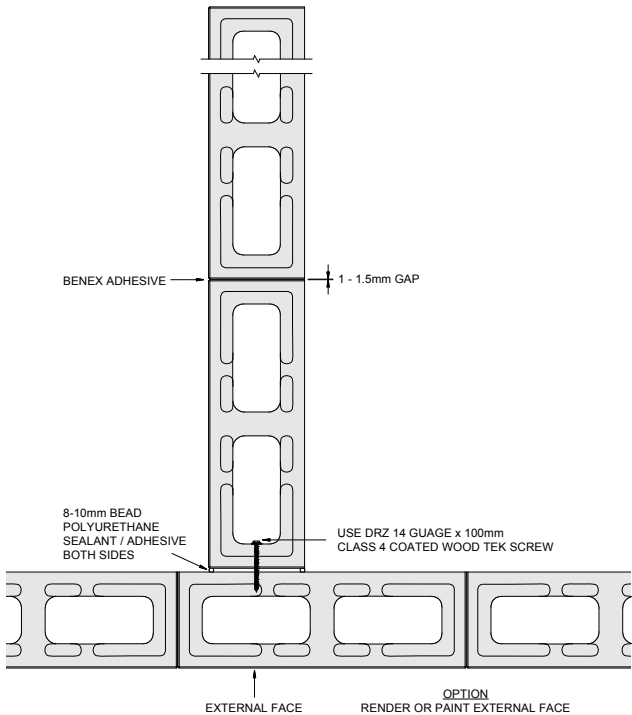 BENEX ADHESIVE
1 - 1.5mm GAP
8-10mm BEAD
POLYURETHANE
SEALANT / ADHESIVE
BOTH SIDES
USE DRZ 14 GUAGE x 100mm
CLASS 4 COATED WOOD TEK SCREW
EXTERNAL FACE
OPTION
RENDER OR PAINT EXTERNAL FACE